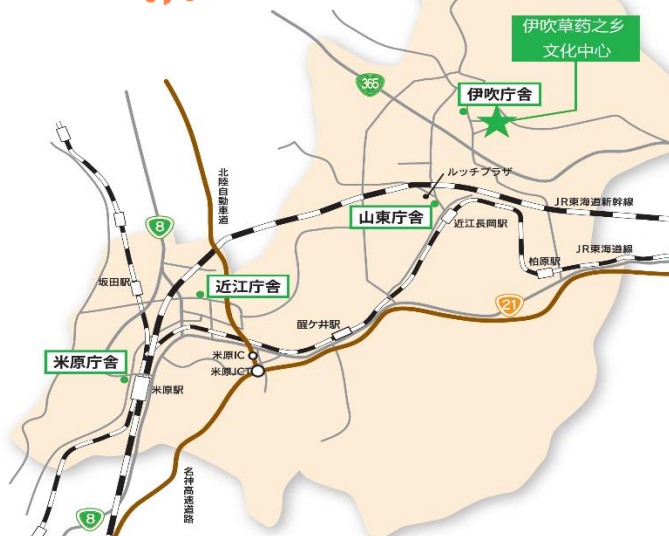 伊吹草药之乡
文化中心
365
伊吹庁舎
ルッチプラザ
北陸自動車道
山東庁舎
JR東海道新幹線
近江長岡駅
8
JR東海道線
柏原駅
坂田駅
近江庁舎
21
醒ケ井駅
米原IC
米原庁舎
米原JCT
米原駅
名神高速道路
8